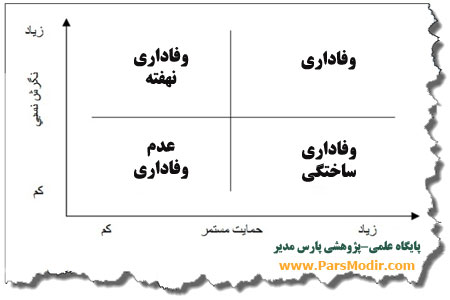 زیاد
نگرش نسبی
کم
وفاداری
نهفته
وفاداری
عدم
وفاداری
وفاداری
ساختگی
کم
حمایت مستمر
زیاد
پایگاه علمی-پژوهشی پارس مدیر
www.ParsModir.com